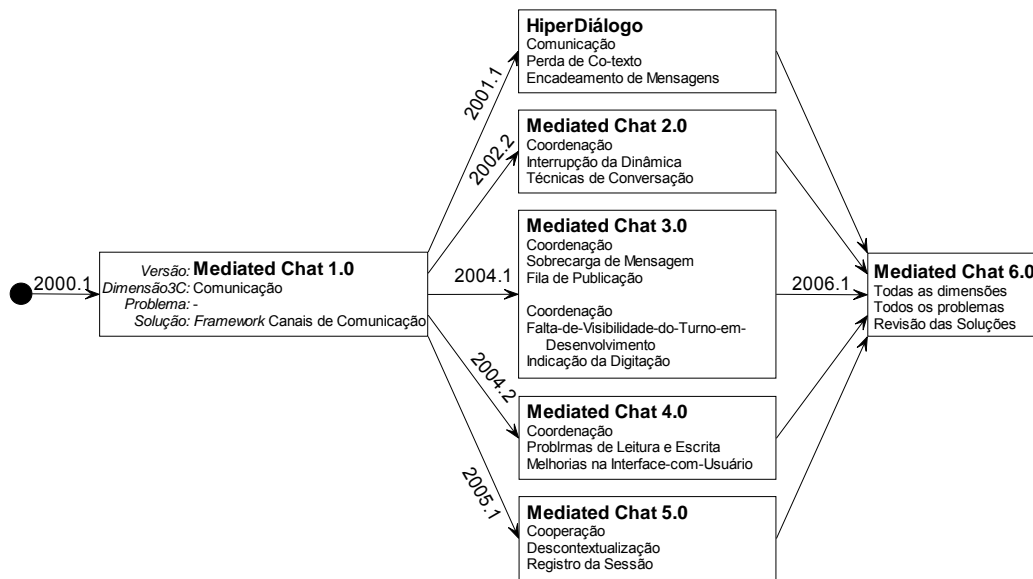 2000.1
Versão: Mediated Chat 1.0
Dimensão3C: Comunicação
Problema: -
Solução: Framework Canais de Comunicação
2001.1
HiperDiálogo
Comunicação
Perda de Co-texto
Encadeamento de Mensagens
2002.2
Mediated Chat 2.0
Coordenação
Interrupção da Dinâmica
Técnicas de Conversação
2004.1
Mediated Chat 3.0
Coordenação
Sobrecarga de Mensagem
Fila de Publicação
Coordenação
Falta-de-Visibilidade-do-Turno-em-
Desenvolvimento
Indicação da Digitação
2004.2
Mediated Chat 4.0
Coordenação
Problrmas de Leitura e Escrita
Melhorias na Interface-com-Usuário
2005.1
Mediated Chat 5.0
Cooperação
Descontextualização
Registro da Sessão
2006.1
Mediated Chat 6.0
Todas as dimensões
Todos os problemas
Revisão das Soluções